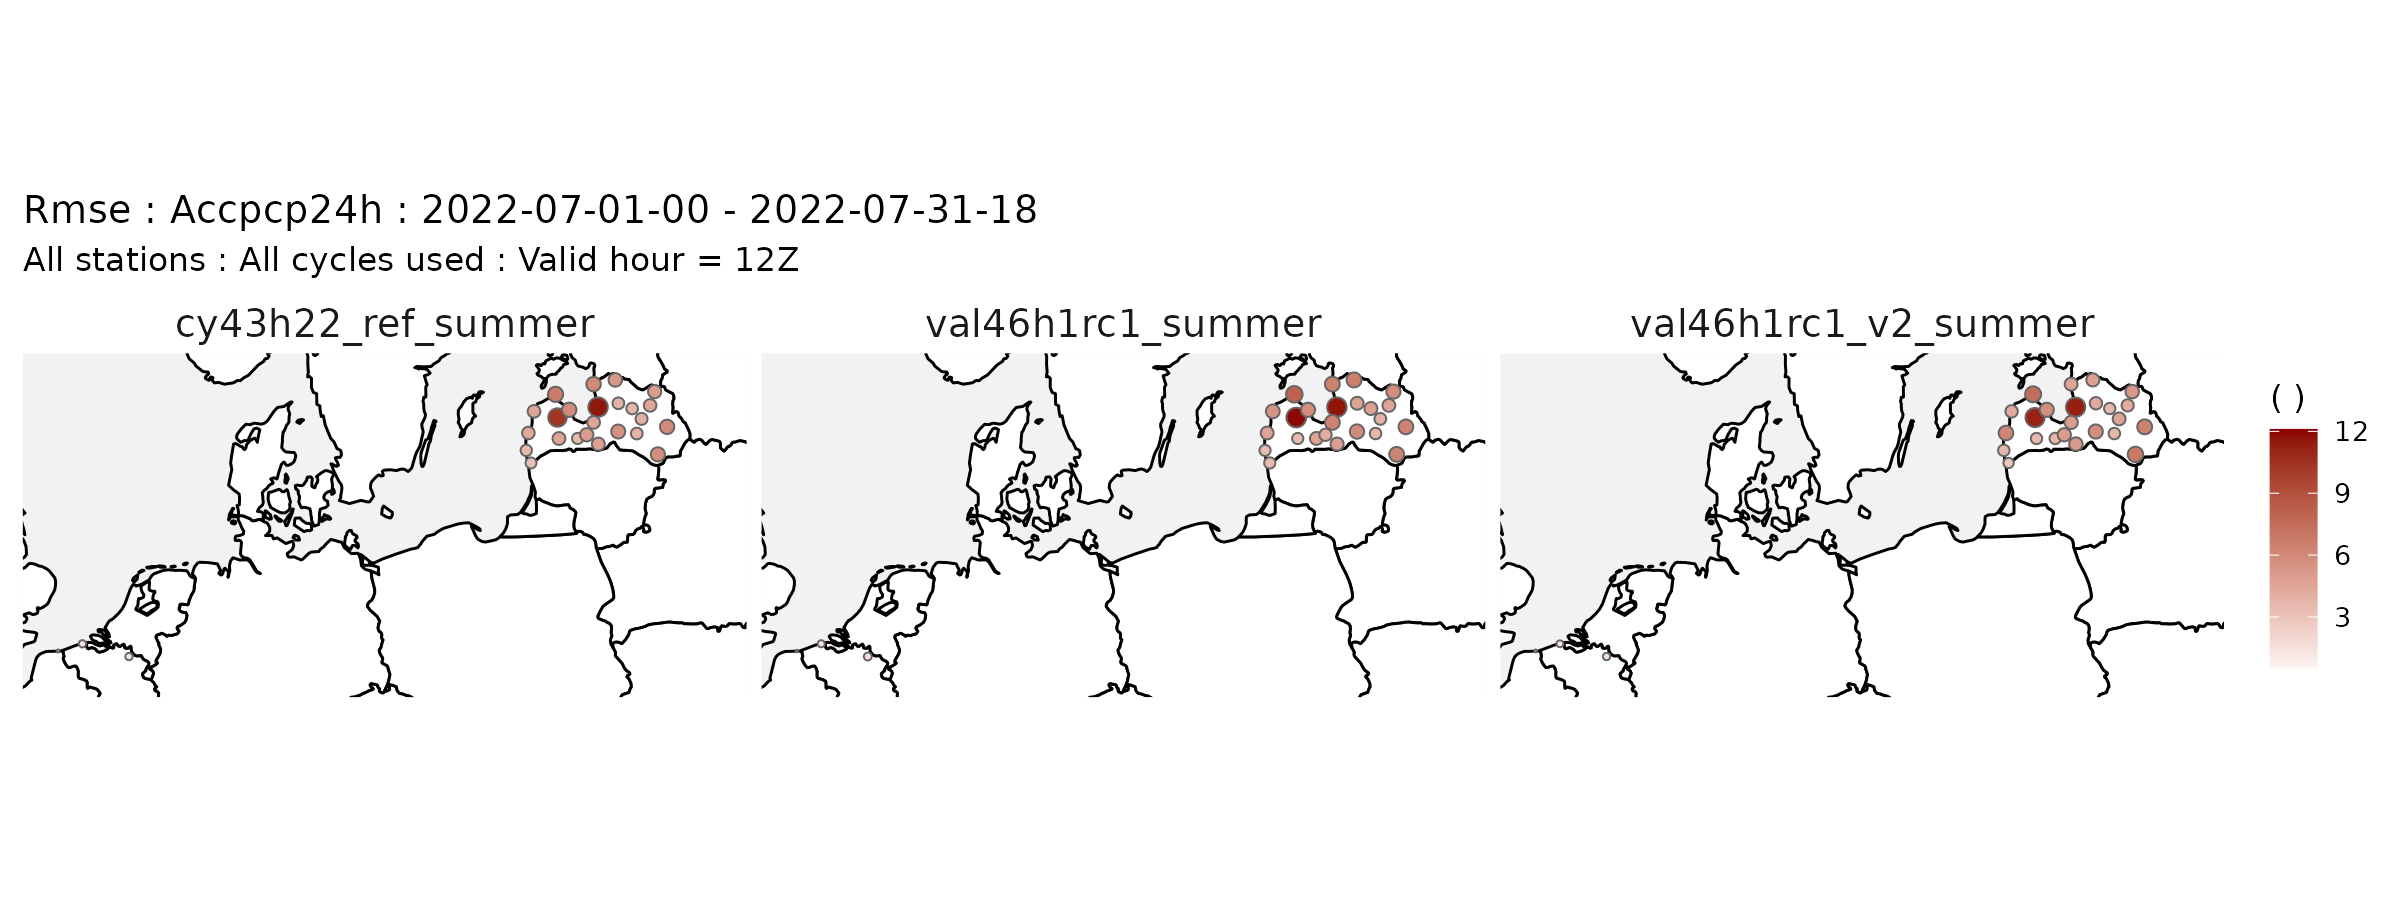 Rmse : Accpcp24h : 2022-07-01-00 - 2022-07-31-18
All stations : All cycles used : Valid hour = 12Z
cy43h22_ref_summer
val46h1rc1_summer
val46h1rc1_v2_summer
( )
12
9
6
3